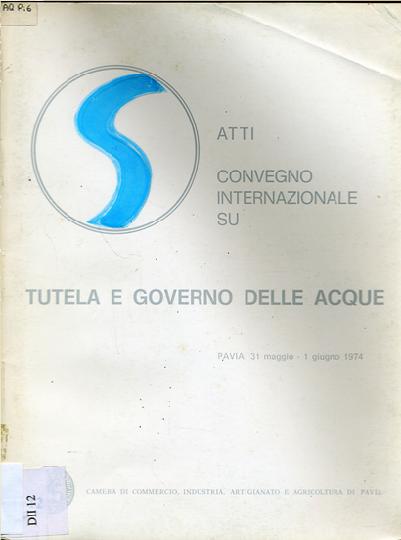 AQ P.6
ATTI
CONVEGNO
INTERNAZIONALE
SU
TUTELA E GOVERNO DELLE ACQUE
PAVIA 31 maggio - 1 giugno 1974
CAMERA DI COMMERCIO, INDUSTRIA, ARTIGIANATO E AGRICOLTURA DI PAVIA
DII 12